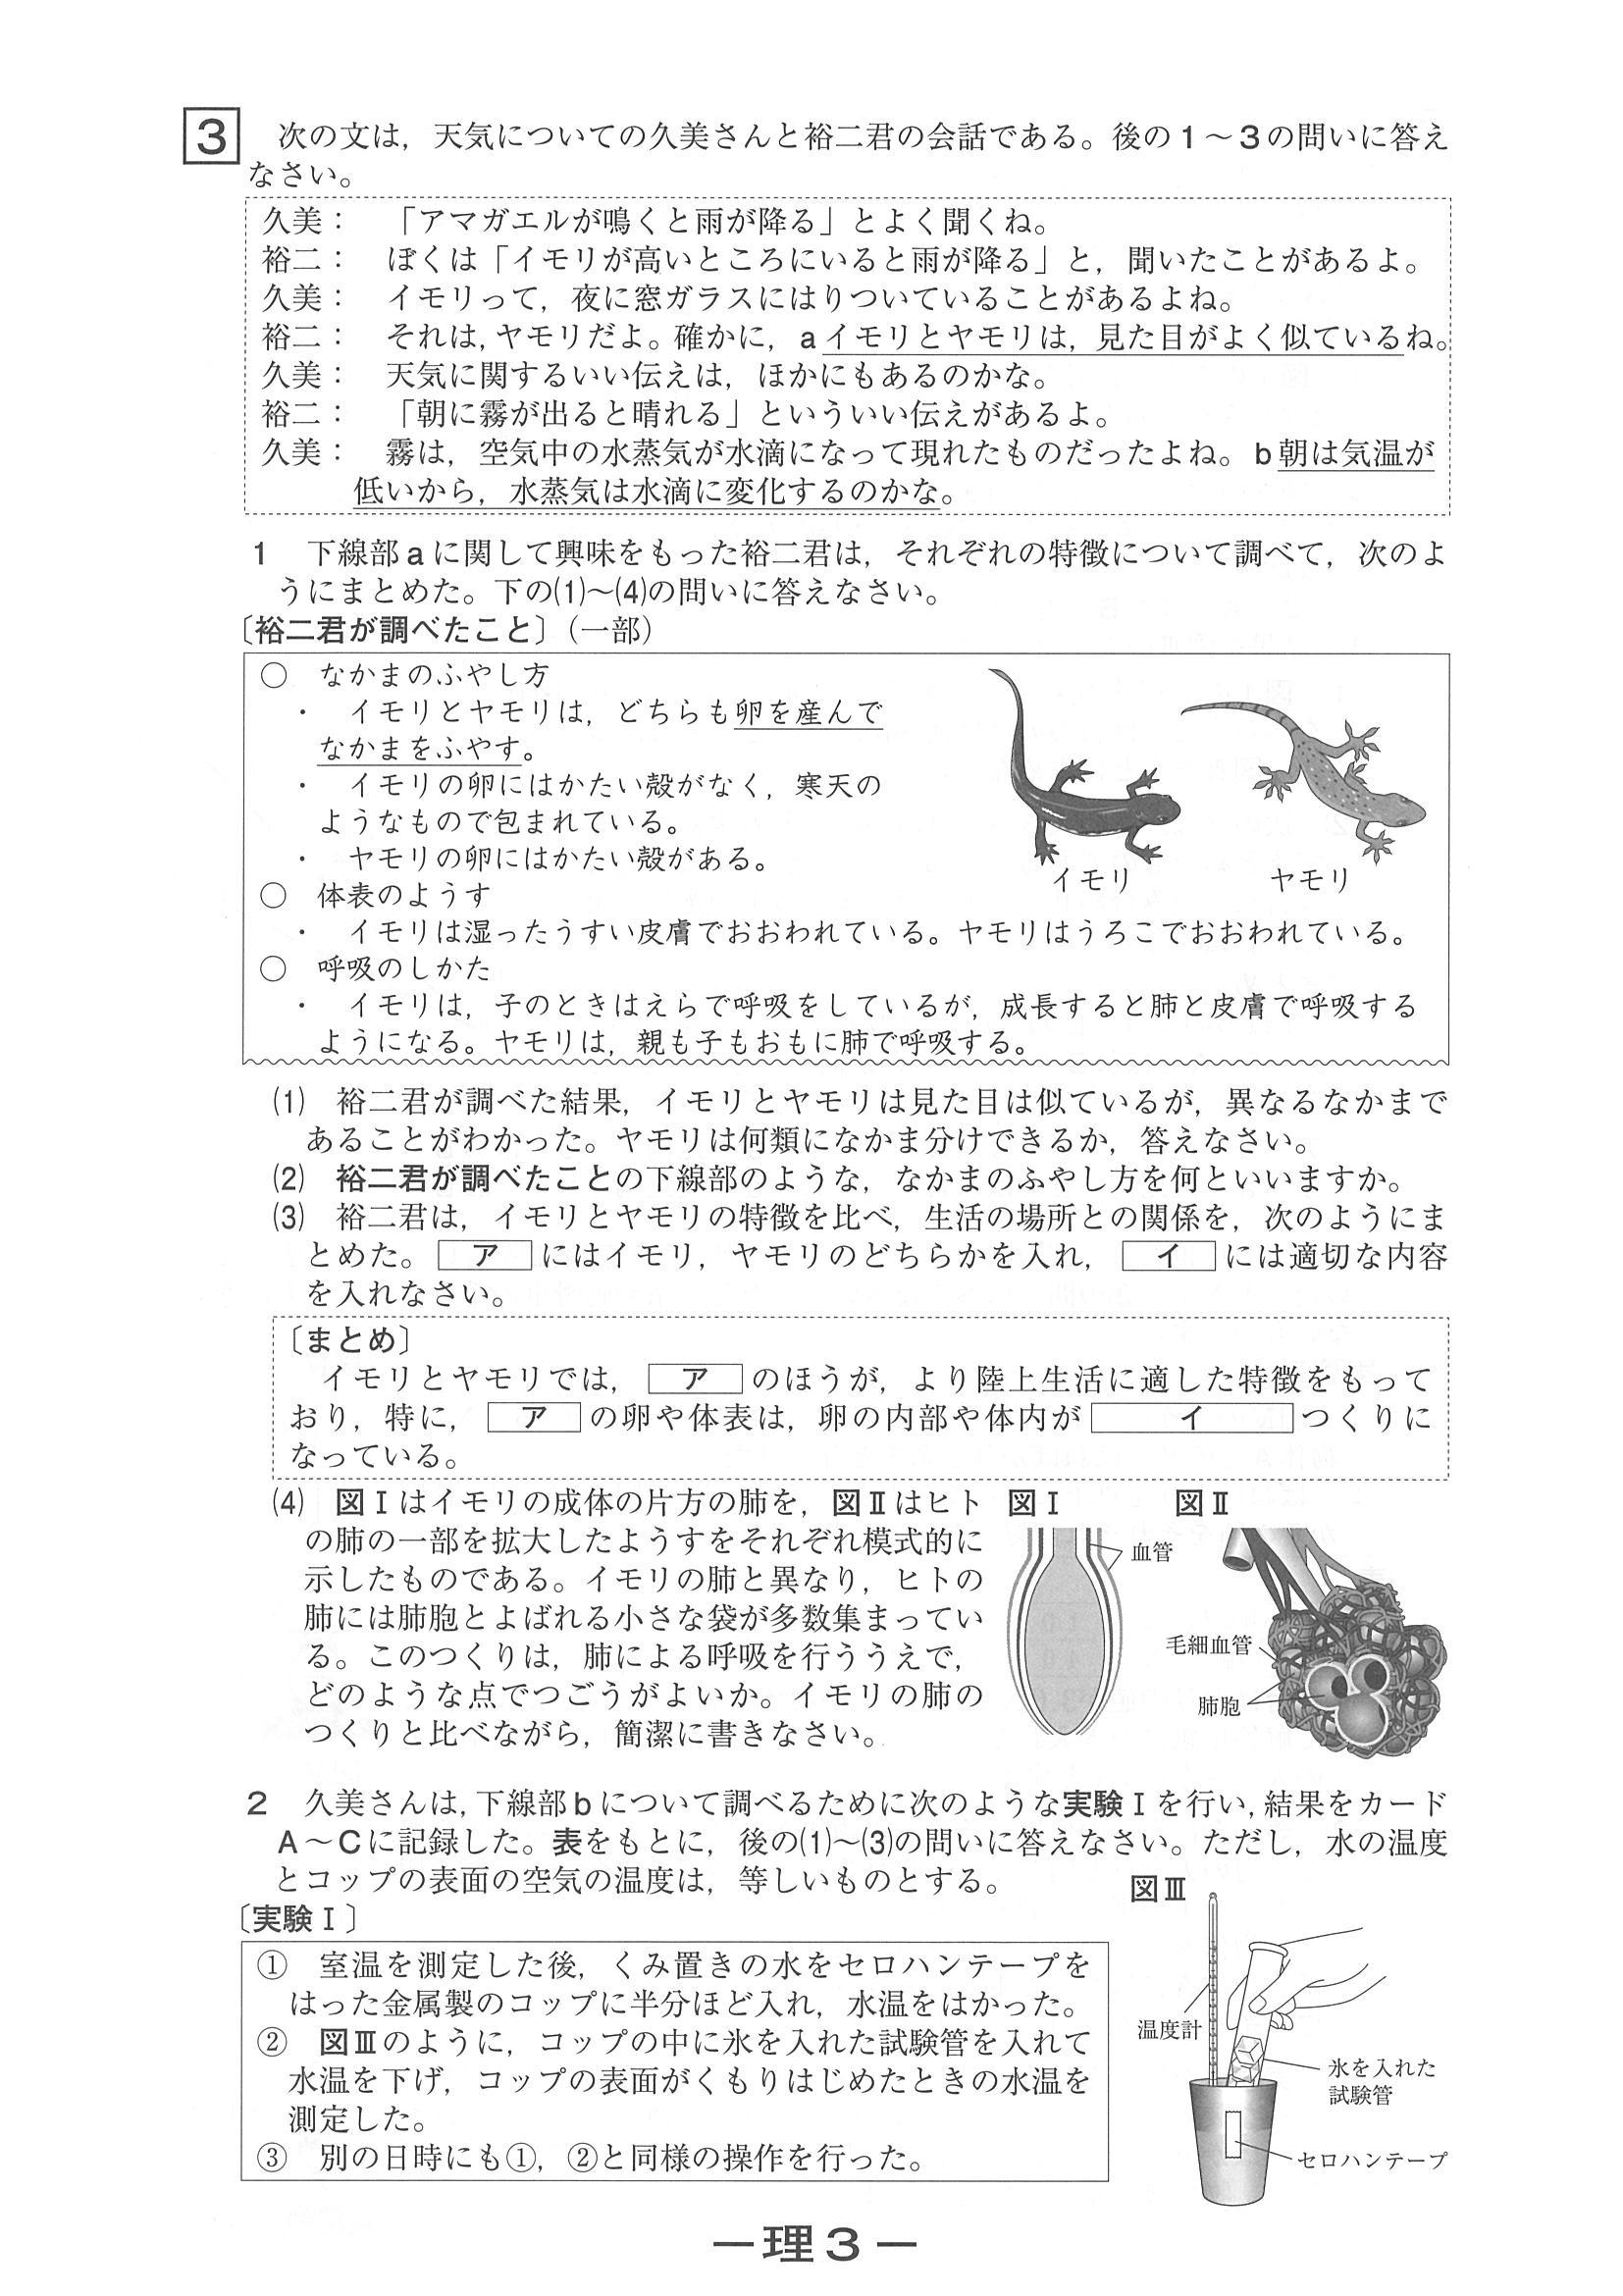 3　次の文は，天気についての久美さんと裕二君の会話である。後の1～3の問いに答え
なさい。
久美：　「アマガエルが鳴くと雨が降る」とよく聞くね。
裕二：　ぼくは「イモリが高いところにいると雨が降る」と，聞いたことがあるよ。
久美：　イモリって，夜に窓ガラスにはりついていることがあるよね。
裕二：　それは，ヤモリだよ。確かに，aイモリとヤモリは，見た目がよく似ているね。
久美：　天気に関するいい伝えは，ほかにもあるのかな。
裕二：　「朝に霧が出ると晴れる」といういい伝えがあるよ。
久美：　霧は，空気中の水蒸気が水滴になって現れたものだったよね。b朝は気温が
低いから，水蒸気は水滴に変化するのかな。
1　下線部aに関して興味をもった裕二君は，それぞれの特徴について調べて，次のよ
うにまとめた。下の⑴～⑷の問いに答えなさい。
〔裕二君が調べたこと〕（一部）
○　なかまのふやし方
・　イモリとヤモリは，どちらも卵を産んで
なかまをふやす。
・　イモリの卵にはかたい殻がなく，寒天の
ようなもので包まれている。
・　ヤモリの卵にはかたい殻がある。
イモリ　ヤモリ
○　体表のようす
・　イモリは湿ったうすい皮膚でおおわれている。ヤモリはうろこでおおわれている。
○　呼吸のしかた
・　イモリは，子のときはえらで呼吸をしているが，成長すると肺と皮膚で呼吸する
ようになる。ヤモリは，親も子もおもに肺で呼吸する。
⑴　裕二君が調べた結果，イモリとヤモリは見た目は似ているが，異なるなかまで
あることがわかった。ヤモリは何類になかま分けできるか，答えなさい。
⑵　裕二君が調べたことの下線部のような，なかまのふやし方を何といいますか。
⑶　裕二君は，イモリとヤモリの特徴を比べ，生活の場所との関係を，次のようにま
とめた。ア にはイモリ，ヤモリのどちらかを入れ，イ には適切な内容
を入れなさい。
〔まとめ〕
イモリとヤモリでは，ア のほうが，より陸上生活に適した特徴をもって
おり，特に，ア の卵や体表は，卵の内部や体内が イ つくりに
なっている。
⑷　図Ⅰはイモリの成体の片方の肺を，図Ⅱはヒト
の肺の一部を拡大したようすをそれぞれ模式的に
示したものである。イモリの肺と異なり，ヒトの
肺には肺胞とよばれる小さな袋が多数集まってい
る。このつくりは，肺による呼吸を行ううえで，
どのような点でつごうがよいか。イモリの肺の
つくりと比べながら，簡潔に書きなさい。
図Ⅰ　図Ⅱ
血管
毛細血管
肺胞
2　久美さんは，下線部bについて調べるために次のような実験Ⅰを行い，結果をカード
A～Cに記録した。表をもとに，後の⑴～⑶の問いに答えなさい。ただし，水の温度
とコップの表面の空気の温度は，等しいものとする。
〔実験Ⅰ〕
①　室温を測定した後，くみ置きの水をセロハンテープを
はった金属製のコップに半分ほど入れ，水温をはかった。
②　図Ⅲのように，コップの中に氷を入れた試験管を入れて
水温を下げ，コップの表面がくもりはじめたときの水温を
測定した。
③　別の日時にも①，②と同様の操作を行った。
図Ⅲ
温度計
氷を入れた
試験管
セロハンテープ
―理3―